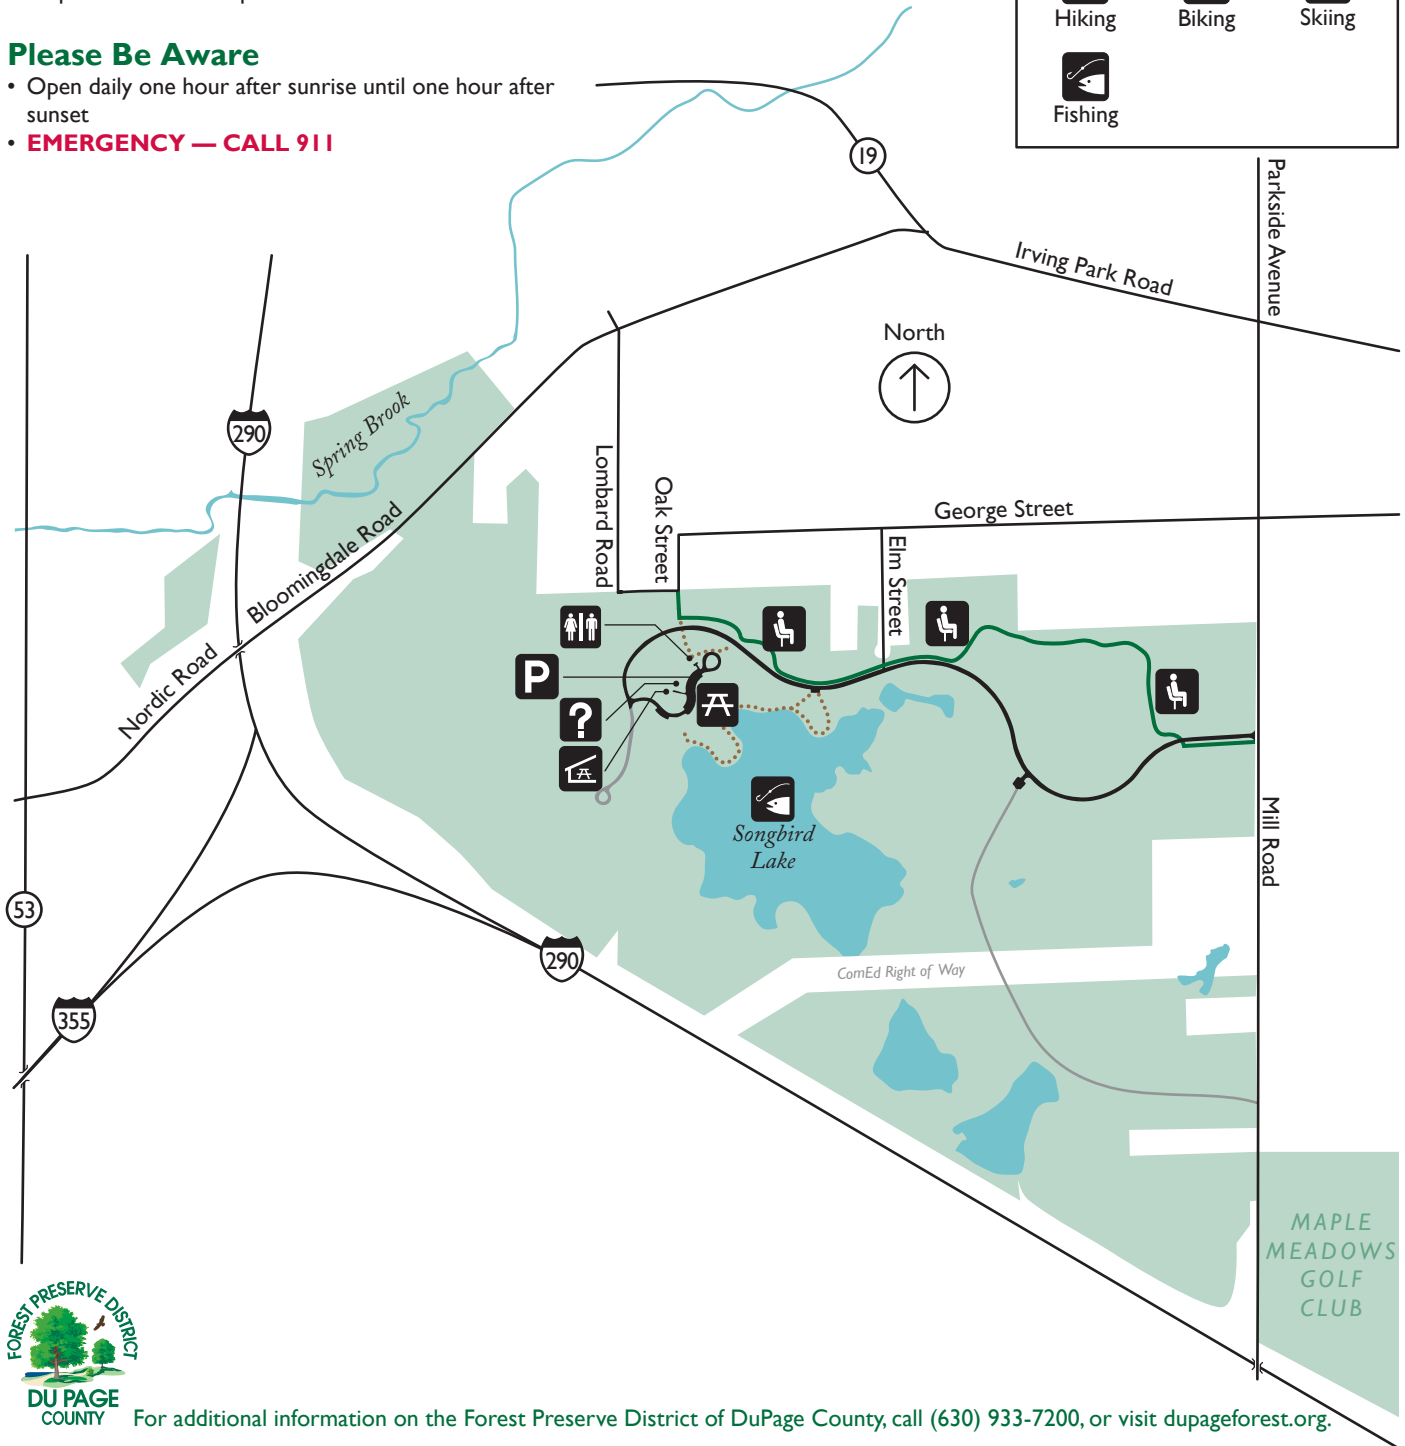 Hiking
Biking
Skiing
Fishing
Please Be Aware
• Open daily one hour after sunrise until one hour after
sunset
• EMERGENCY — CALL 911
19
Parkside Avenue
Irving Park Road
North
290
Spring Brook
Lombard Road
Oak Street
George Street
Elm Street
Bloomingdale Road
Nordic Road
P
?
Songbird
Lake
Mill Road
53
290
ComEd Right of Way
355
MAPLE
MEADOWS
GOLF
CLUB
FOREST PRESERVE DISTRICT
DU PAGE
COUNTY
For additional information on the Forest Preserve District of DuPage County, call (630) 933-7200, or visit dupageforest.org.